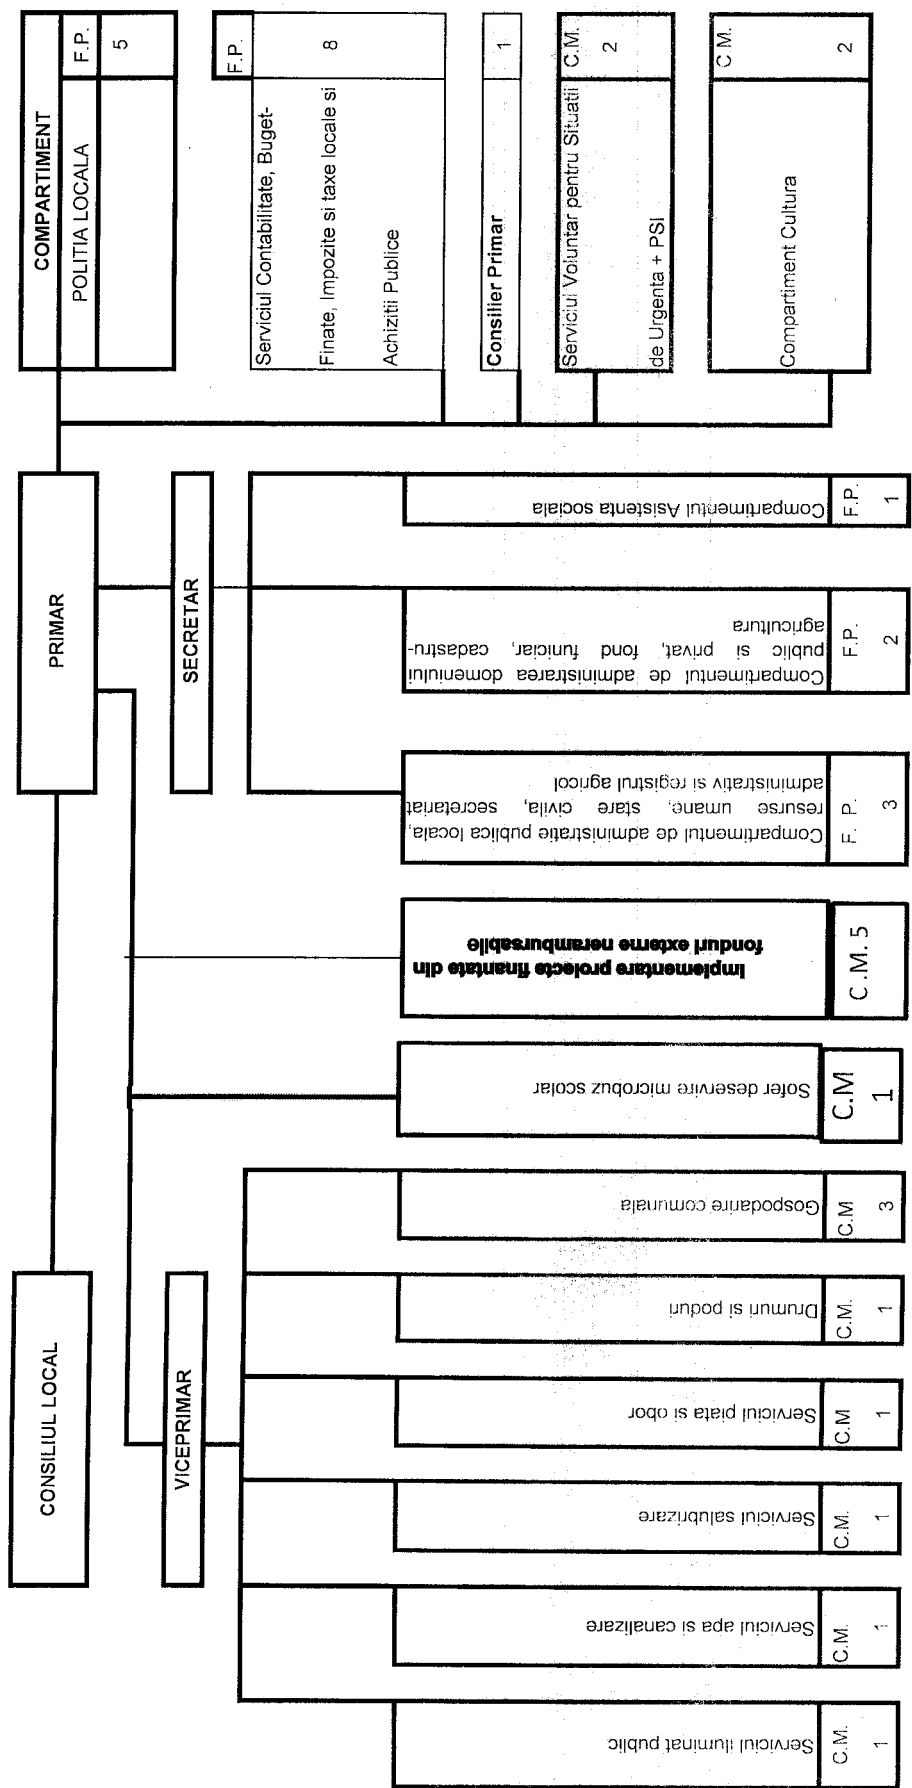 CONSILIUL LOCAL
PRIMAR
VICEPRIMAR
SECRETAR
COMPARTIMENT
POLITIA LOCALA
F.P.
5
F.P.
Serviciul Contabilitate, Buget-
Finate, Impozite si taxe locale si
Achizitii Publice
8
Consilier Primar
1
Serviciul Voluntar pentru Situatii
de Urgenta + PSI
C.M.
2
Compartiment Cultura
C.M.
2
Serviciul iluminat public
C.M.
1
Serviciul apa si canalizare
C.M.
1
Serviciul salubrizare
C.M.
1
Serviciul piata si obor
C.M
1
Drumuri si poduri
C.M.
1
Gospodarire comunala
C.M
3
Sofer deservire microbuz scolar
C.M
1
Implementare proiecte finantate din
fonduri externe nerambursabile
C.M. 5
Compartimentul de administratie publica locala,
resurse umane, stare civila, secretariat
administrativ si registrul agricol
F. P.
3
Compartimentul de administrarea domeniului
public si privat, fond funiciar, cadastru-
agricultura
F.P.
2
Compartimentul Asistenta sociala
F.P.
1